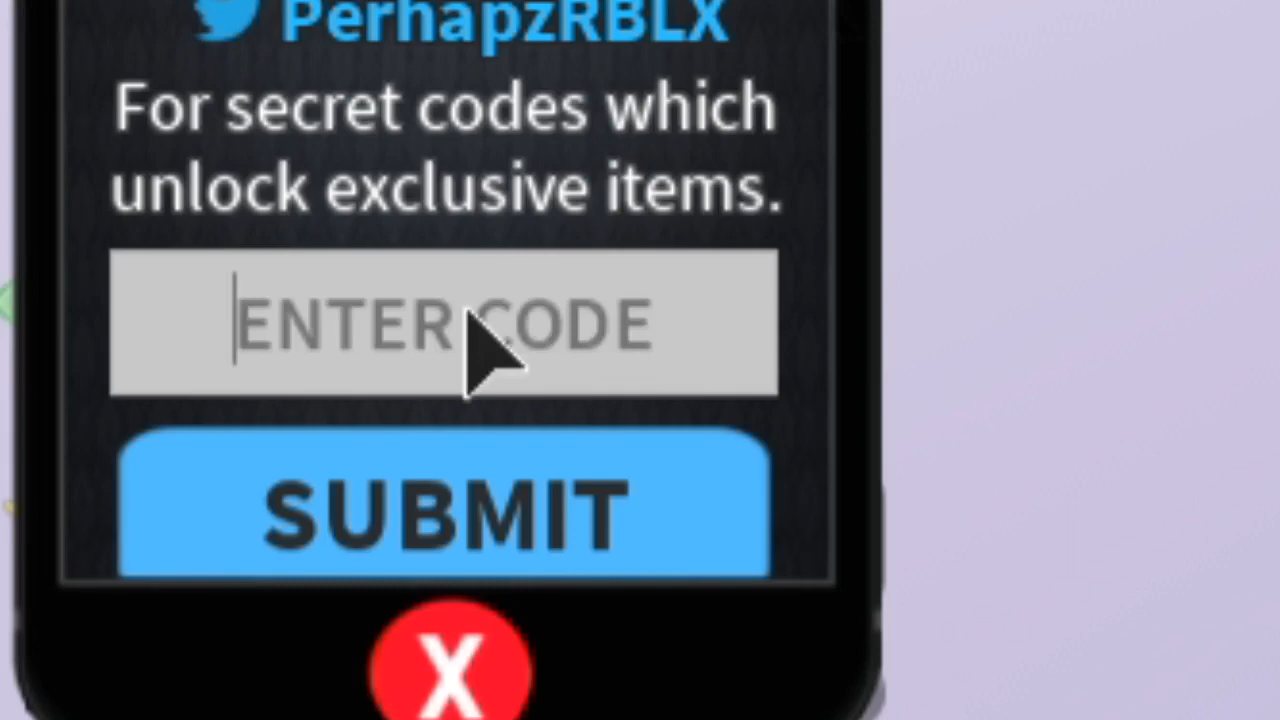 PerhapzRBLX
For secret codes which
unlock exclusive items.
ENTER CODE
SUBMIT
X